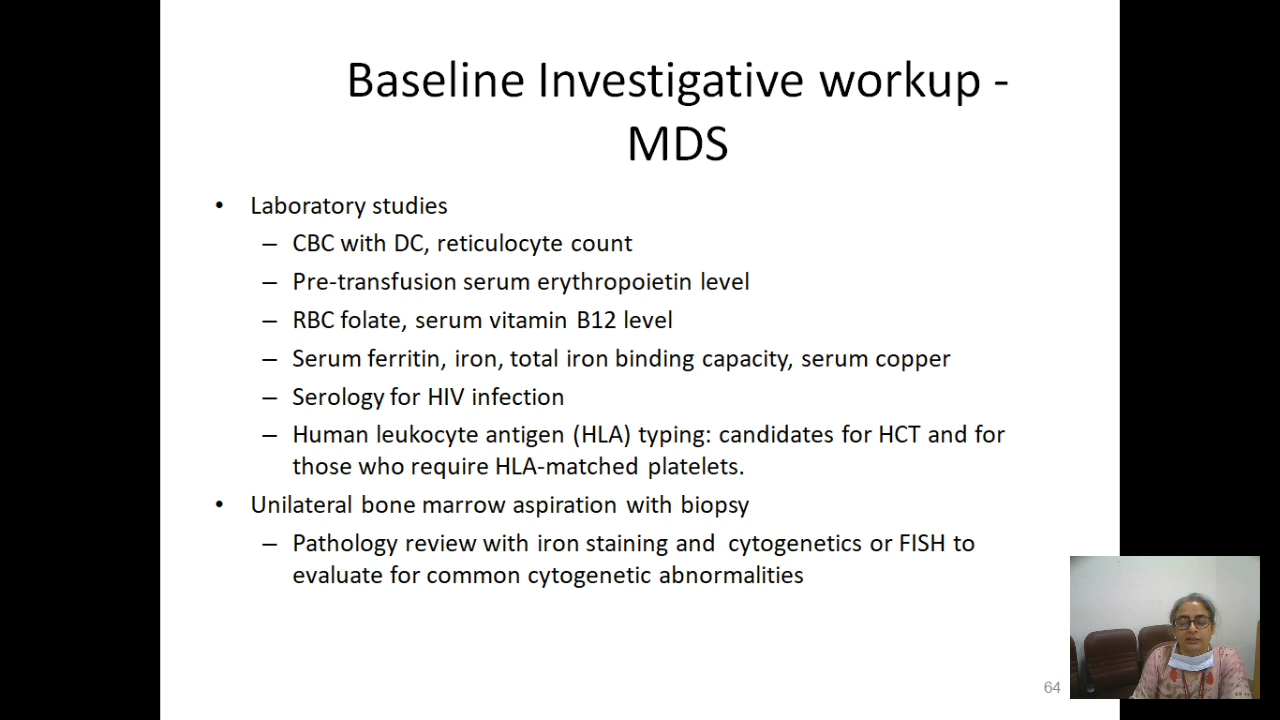 Baseline Investigative workup -
MDS
• Laboratory studies
– CBC with DC, reticulocyte count
– Pre-transfusion serum erythropoietin level
– RBC folate, serum vitamin B12 level
– Serum ferritin, iron, total iron binding capacity, serum copper
– Serology for HIV infection
– Human leukocyte antigen (HLA) typing: candidates for HCT and for
those who require HLA-matched platelets.
• Unilateral bone marrow aspiration with biopsy
– Pathology review with iron staining and cytogenetics or FISH to
evaluate for common cytogenetic abnormalities
64